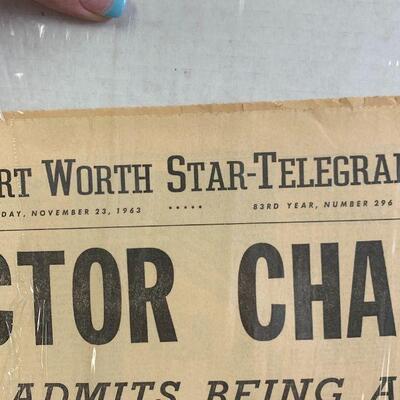 RT WORTH STAR-TELEGRA
DAY, NOVEMBER 23, 1963 ★★★★★ 83RD YEAR, NUMBER 296
CTOR CHA
ADMITS BEING A